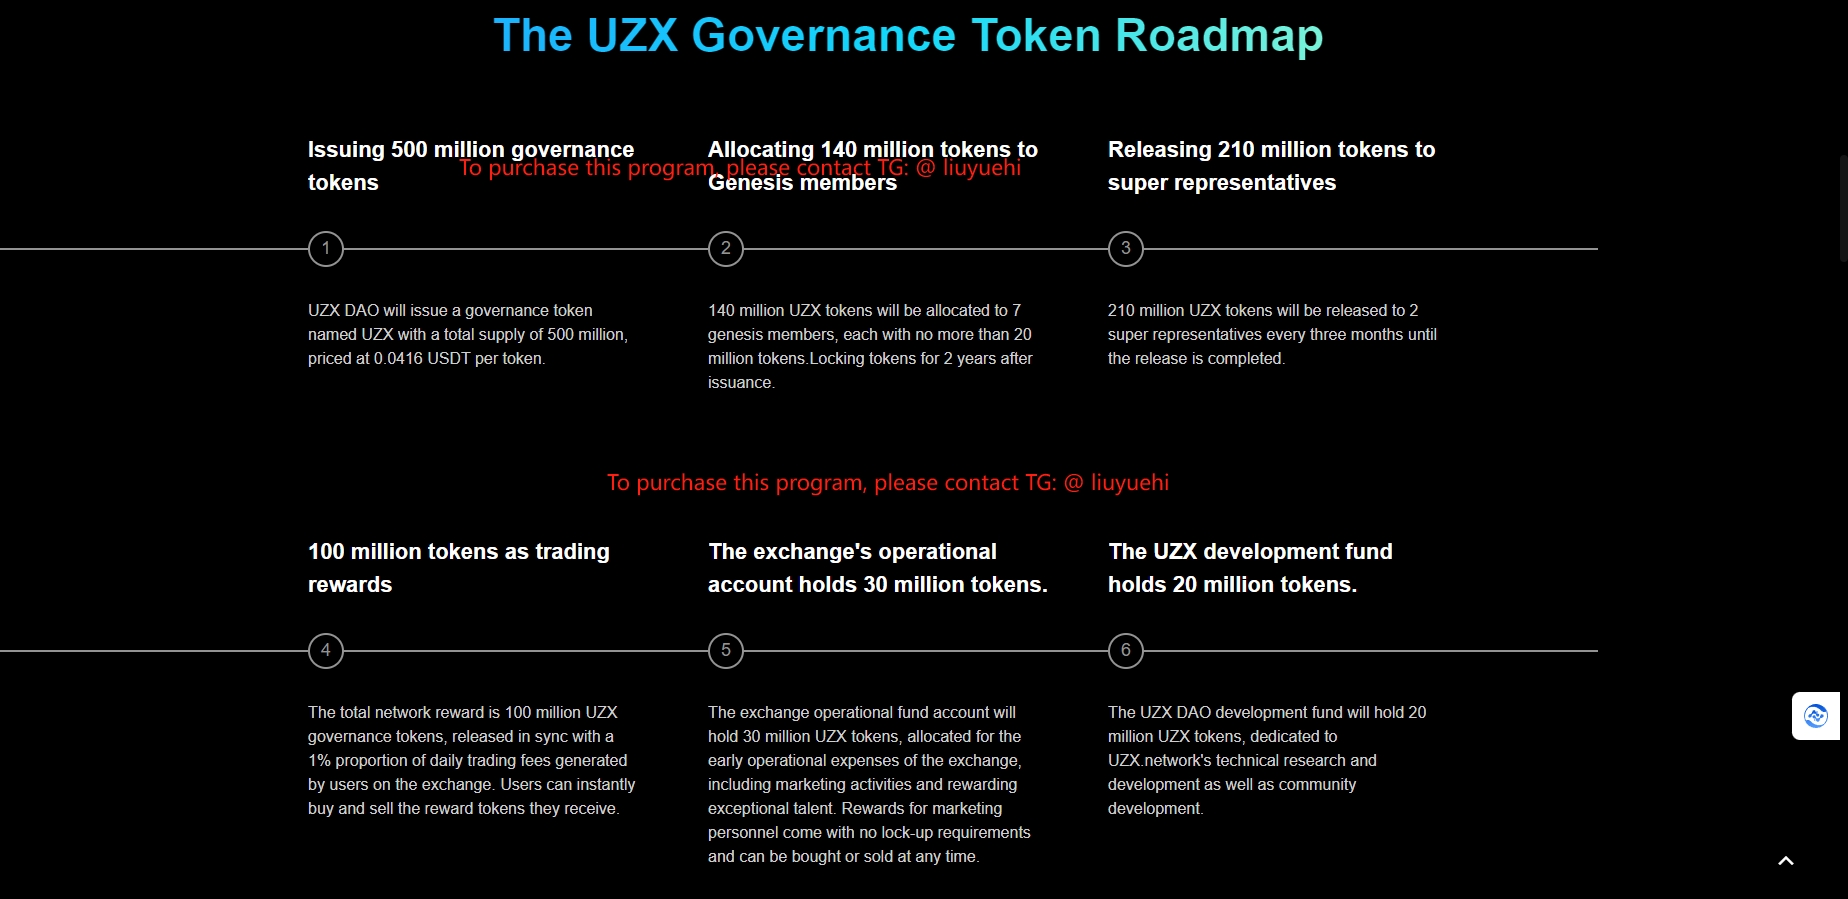 The UZX Governance Token Roadmap
Issuing 500 million governance
tokens
Allocating 140 million tokens to
Genesis members
Releasing 210 million tokens to
super representatives
To purchase this program, please contact TG: @ liuyuehi
1
2
3
UZX DAO will issue a governance token
named UZX with a total supply of 500 million,
priced at 0.0416 USDT per token.
140 million UZX tokens will be allocated to 7
genesis members, each with no more than 20
million tokens.Locking tokens for 2 years after
issuance.
210 million UZX tokens will be released to 2
super representatives every three months until
the release is completed.
To purchase this program, please contact TG: @ liuyuehi
100 million tokens as trading
rewards
The exchange's operational
account holds 30 million tokens.
The UZX development fund
holds 20 million tokens.
4
5
6
The total network reward is 100 million UZX
governance tokens, released in sync with a
1% proportion of daily trading fees generated
by users on the exchange. Users can instantly
buy and sell the reward tokens they receive.
The exchange operational fund account will
hold 30 million UZX tokens, allocated for the
early operational expenses of the exchange,
including marketing activities and rewarding
exceptional talent. Rewards for marketing
personnel come with no lock-up requirements
and can be bought or sold at any time.
The UZX DAO development fund will hold 20
million UZX tokens, dedicated to
UZX.network's technical research and
development as well as community
development.